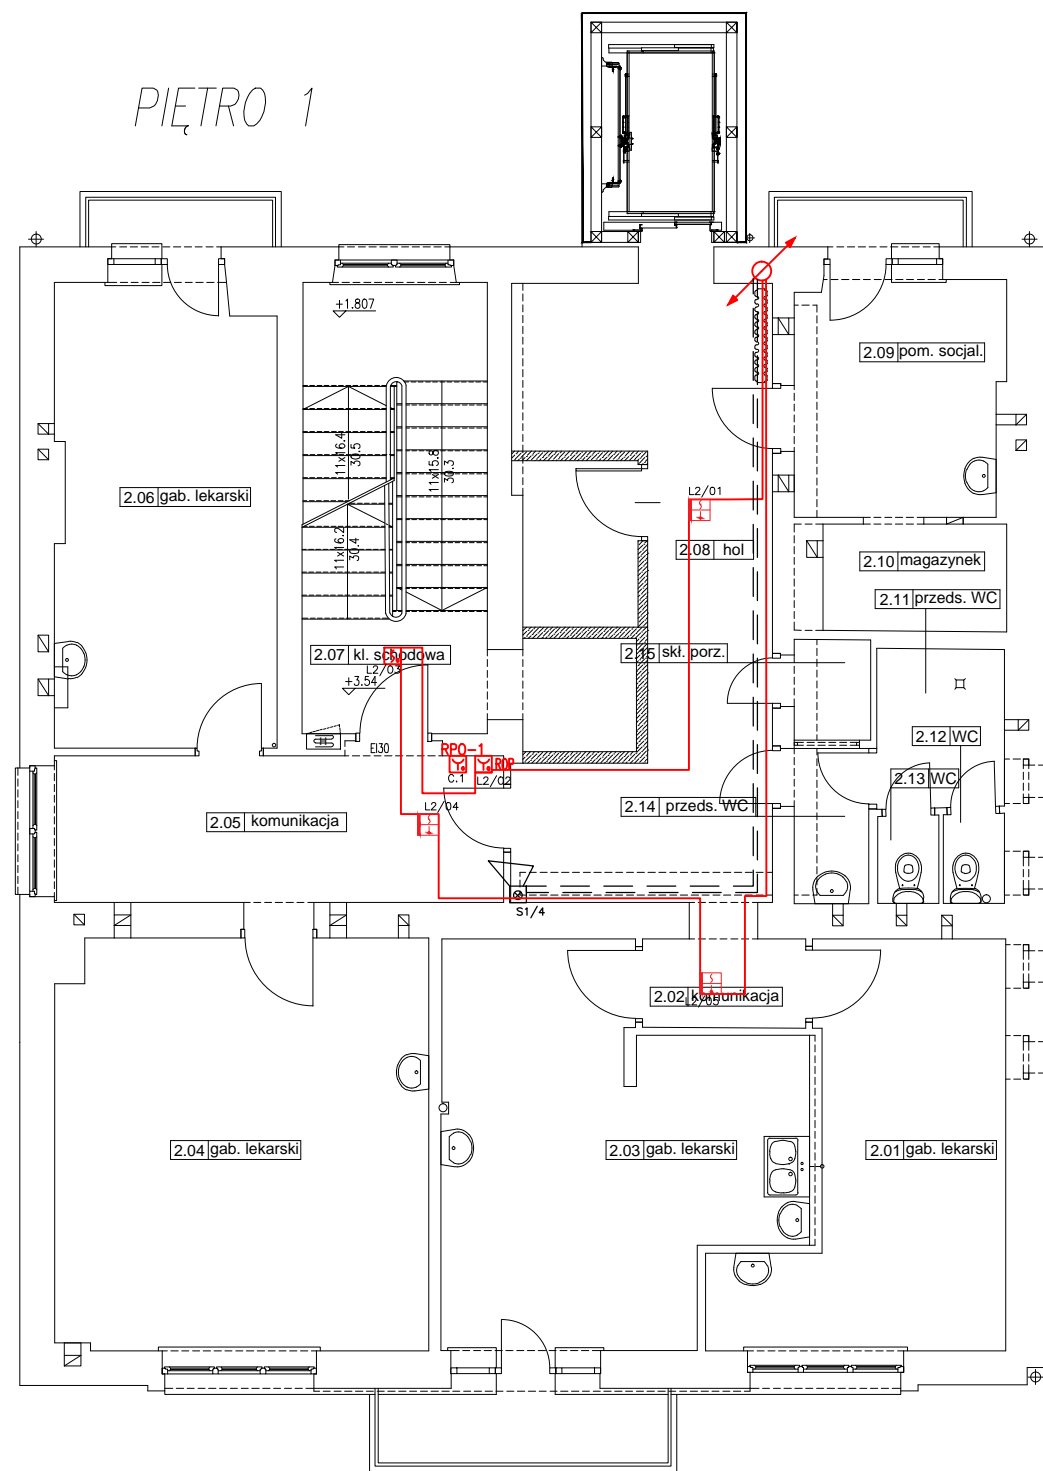 PIĘTRO 1
+1.807
2.09 pom. socjal.
11x16.4
30.5
11x15.8
30.3
2.06 gab. lekarski
L2/01
11x16.2
30.4
2.08 hol
2.10 magazynek
2.11 przeds. WC
2.07 kl. schodowa
L2/03
2.15 skł. porz.
+3.54
EI30
RPO-1
ROP
C.1
L2/02
2.12 WC
2.13 WC
L2/04
2.05 komunikacja
2.14 przeds. WC
S1/4
2.02 komunikacja
L2/05
2.04 gab. lekarski
2.03 gab. lekarski
2.01 gab. lekarski